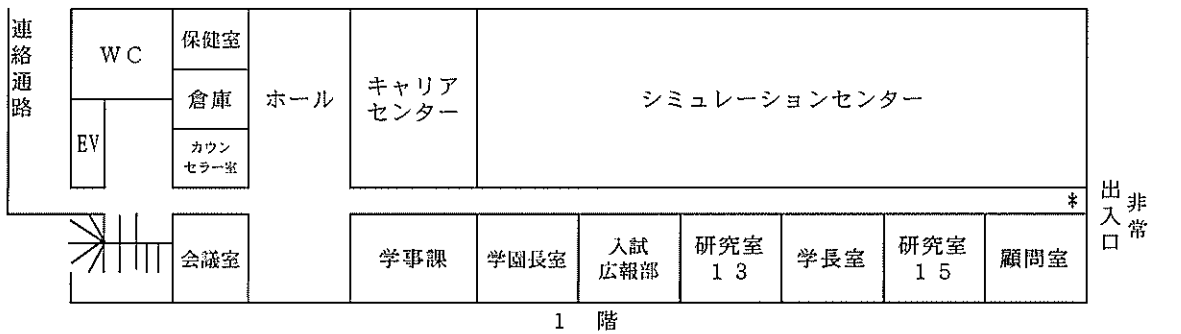 連絡通路
WC
保健室
倉庫
EV
カウン
セラー室
ホール
キャリア
センター
シミュレーションセンター
*
非常
出入口
会議室
学事課
学園長室
入試
広報部
研究室
13
学長室
研究室
15
顧問室
1 階